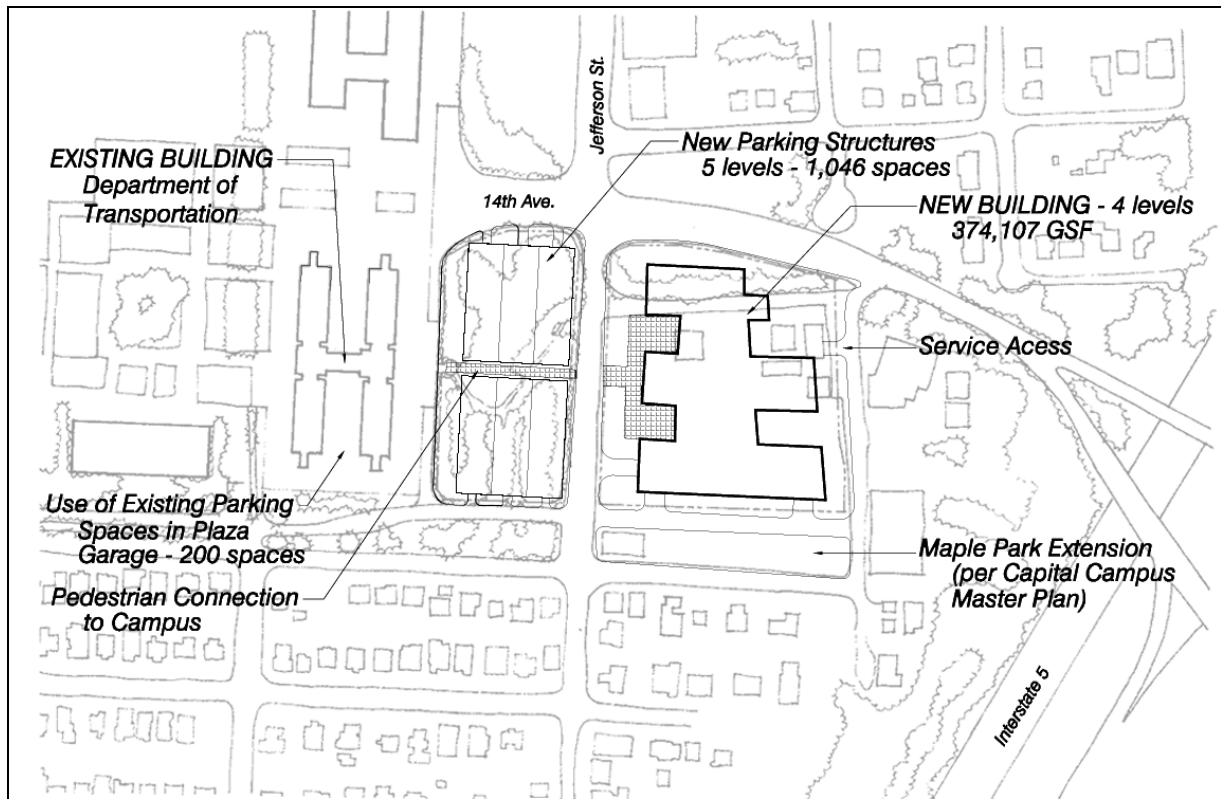 Jefferson St.
EXISTING BUILDING
Department of
Transportation
14th Ave.
New Parking Structures
5 levels - 1,046 spaces
NEW BUILDING - 4 levels
374,107 GSF
Service Acess
Use of Existing Parking
Spaces in Plaza
Garage - 200 spaces
Pedestrian Connection
to Campus
Maple Park Extension
(per Capital Campus
Master Plan)
Interstate 5